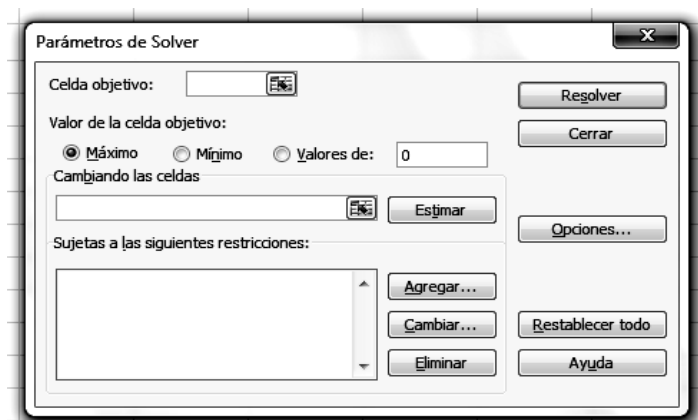 Parámetros de Solver
X
Celda objetivo:
Resolver
Valor de la celda objetivo:
Cerrar
Máximo Mínimo Valores de: 0
Cambiando las celdas
Estimar
Opciones...
Sujetas a las siguientes restricciones:
Agregar...
Cambiar... Restablecer todo
Eliminar Ayuda